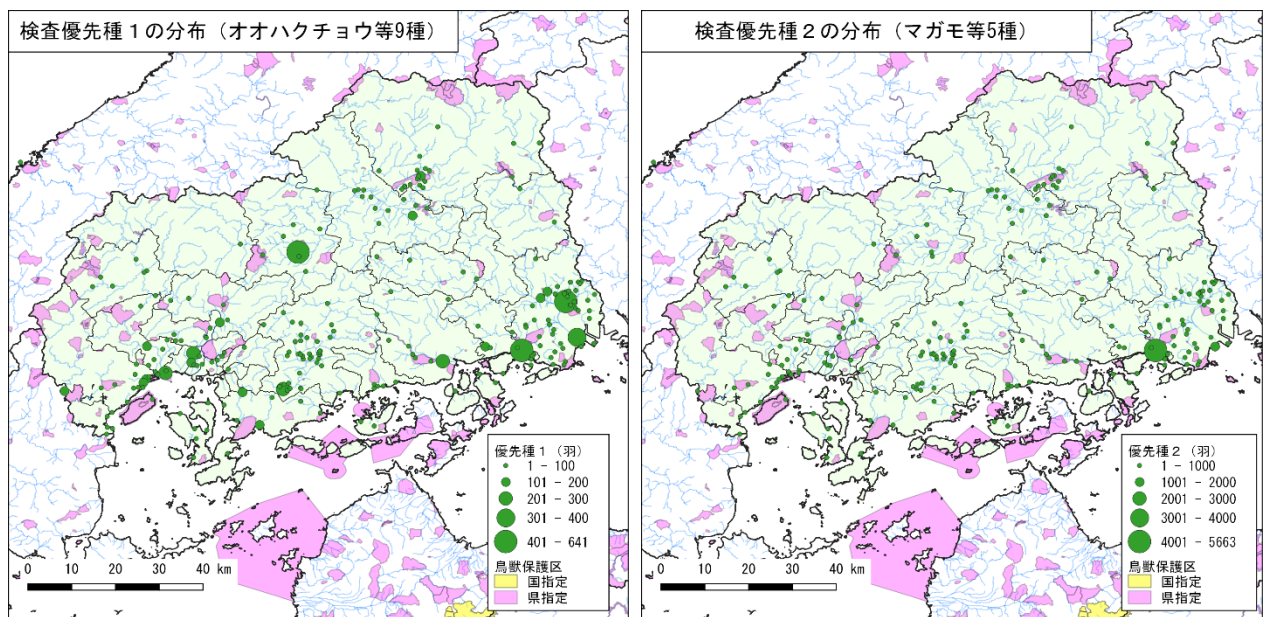 検査優先種１の分布（オオハクチョウ等9種）
優先種１（羽）
1 - 100
101 - 200
201 - 300
301 - 400
401 - 641
鳥獣保護区
国指定
県指定
0 10 20 30 40 km
検査優先種２の分布（マガモ等5種）
優先種２（羽）
1 - 1000
1001 - 2000
2001 - 3000
3001 - 4000
4001 - 5663
鳥獣保護区
国指定
県指定
0 10 20 30 40 km